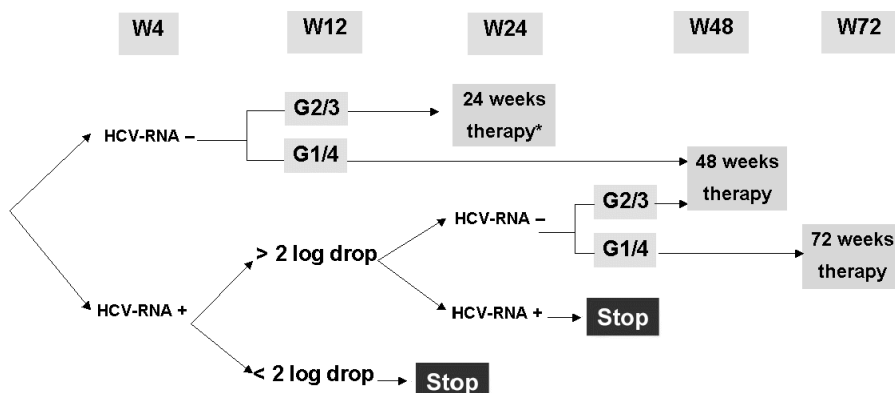 W4 W12 W24 W48 W72
G2/3
24 weeks
therapy*
HCV-RNA –
G1/4
48 weeks
therapy
HCV-RNA –
G2/3
G1/4
72 weeks
therapy
> 2 log drop
HCV-RNA +
HCV-RNA +
Stop
< 2 log drop
Stop